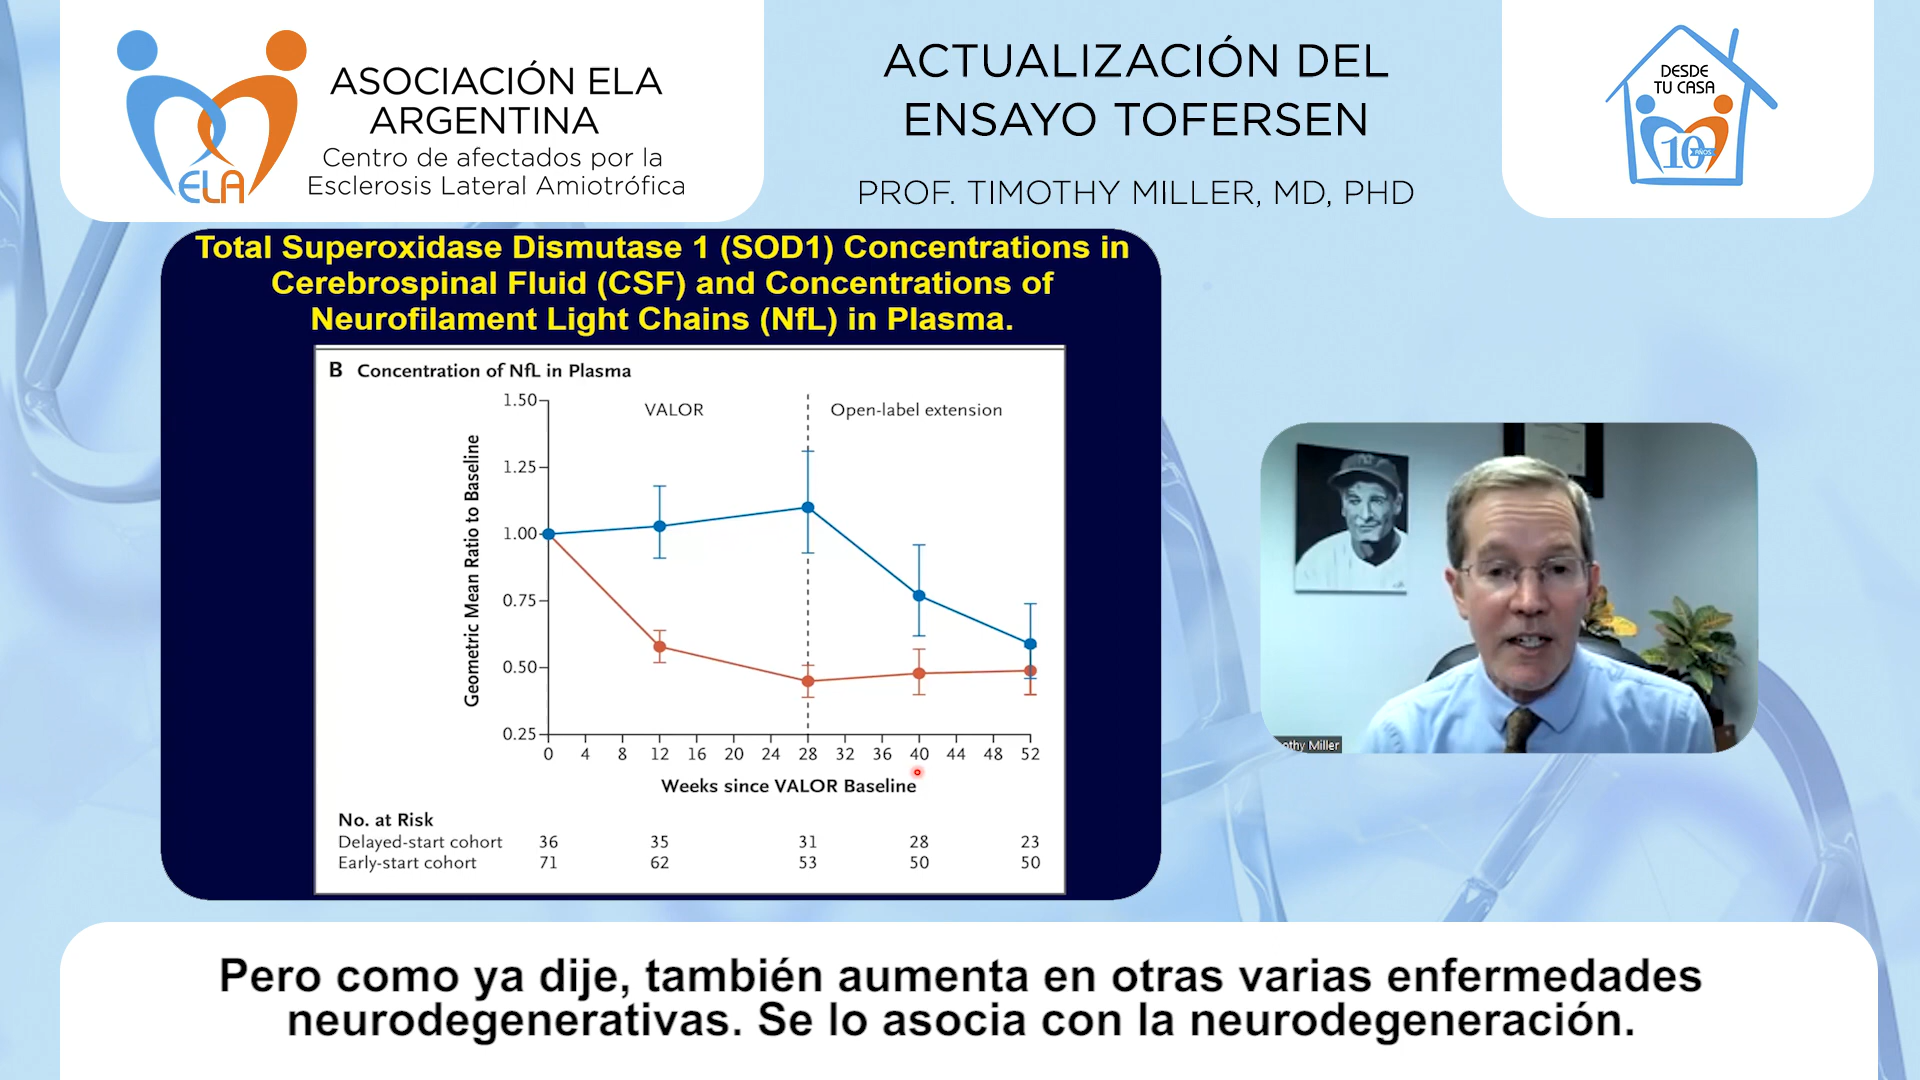 ASOCIACIÓN ELA
ARGENTINA
Centro de afectados por la
Esclerosis Lateral Amiotrófica
ELA
ACTUALIZACIÓN DEL
ENSAYO TOFERSEN
PROF. TIMOTHY MILLER, MD, PHD
DESDE
TU CASA
10
AÑOS
Total Superoxidase Dismutase 1 (SOD1) Concentrations in
Cerebrospinal Fluid (CSF) and Concentrations of
Neurofilament Light Chains (NfL) in Plasma.
B Concentration of NfL in Plasma
VALOR
Open-label extension
Geometric Mean Ratio to Baseline
1.50
1.25
1.00
0.75
0.50
0.25
0 4 8 12 16 20 24 28 32 36 40 44 48 52
Weeks since VALOR Baseline
No. at Risk
Delayed-start cohort 36 35 31 28 23
Early-start cohort 71 62 53 50 50
othy Miller
Pero como ya dije, también aumenta en otras varias enfermedades
neurodegenerativas. Se lo asocia con la neurodegeneración.